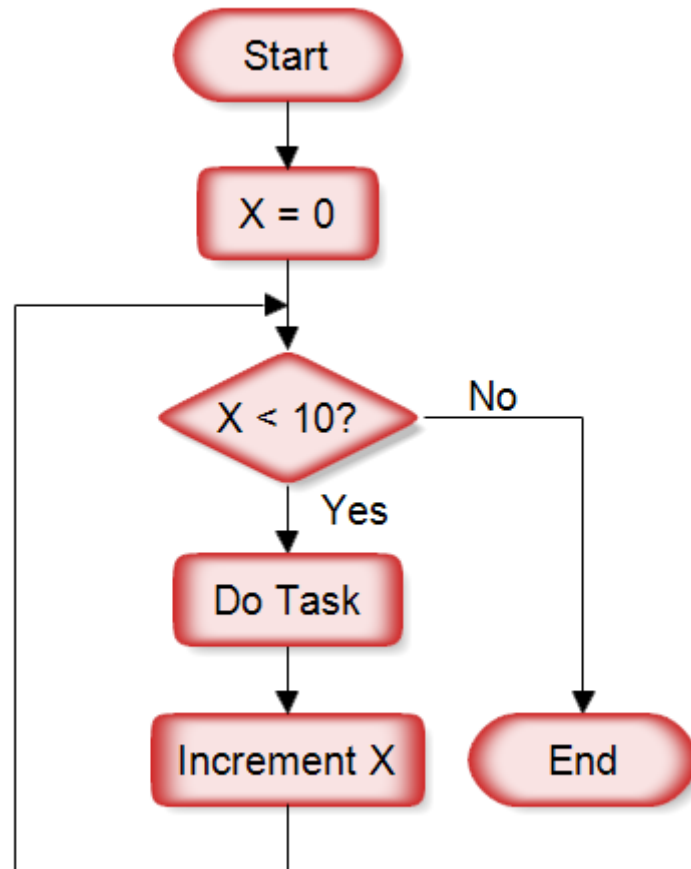 Start
X = 0
X < 10?
No
Yes
Do Task
Increment X
End